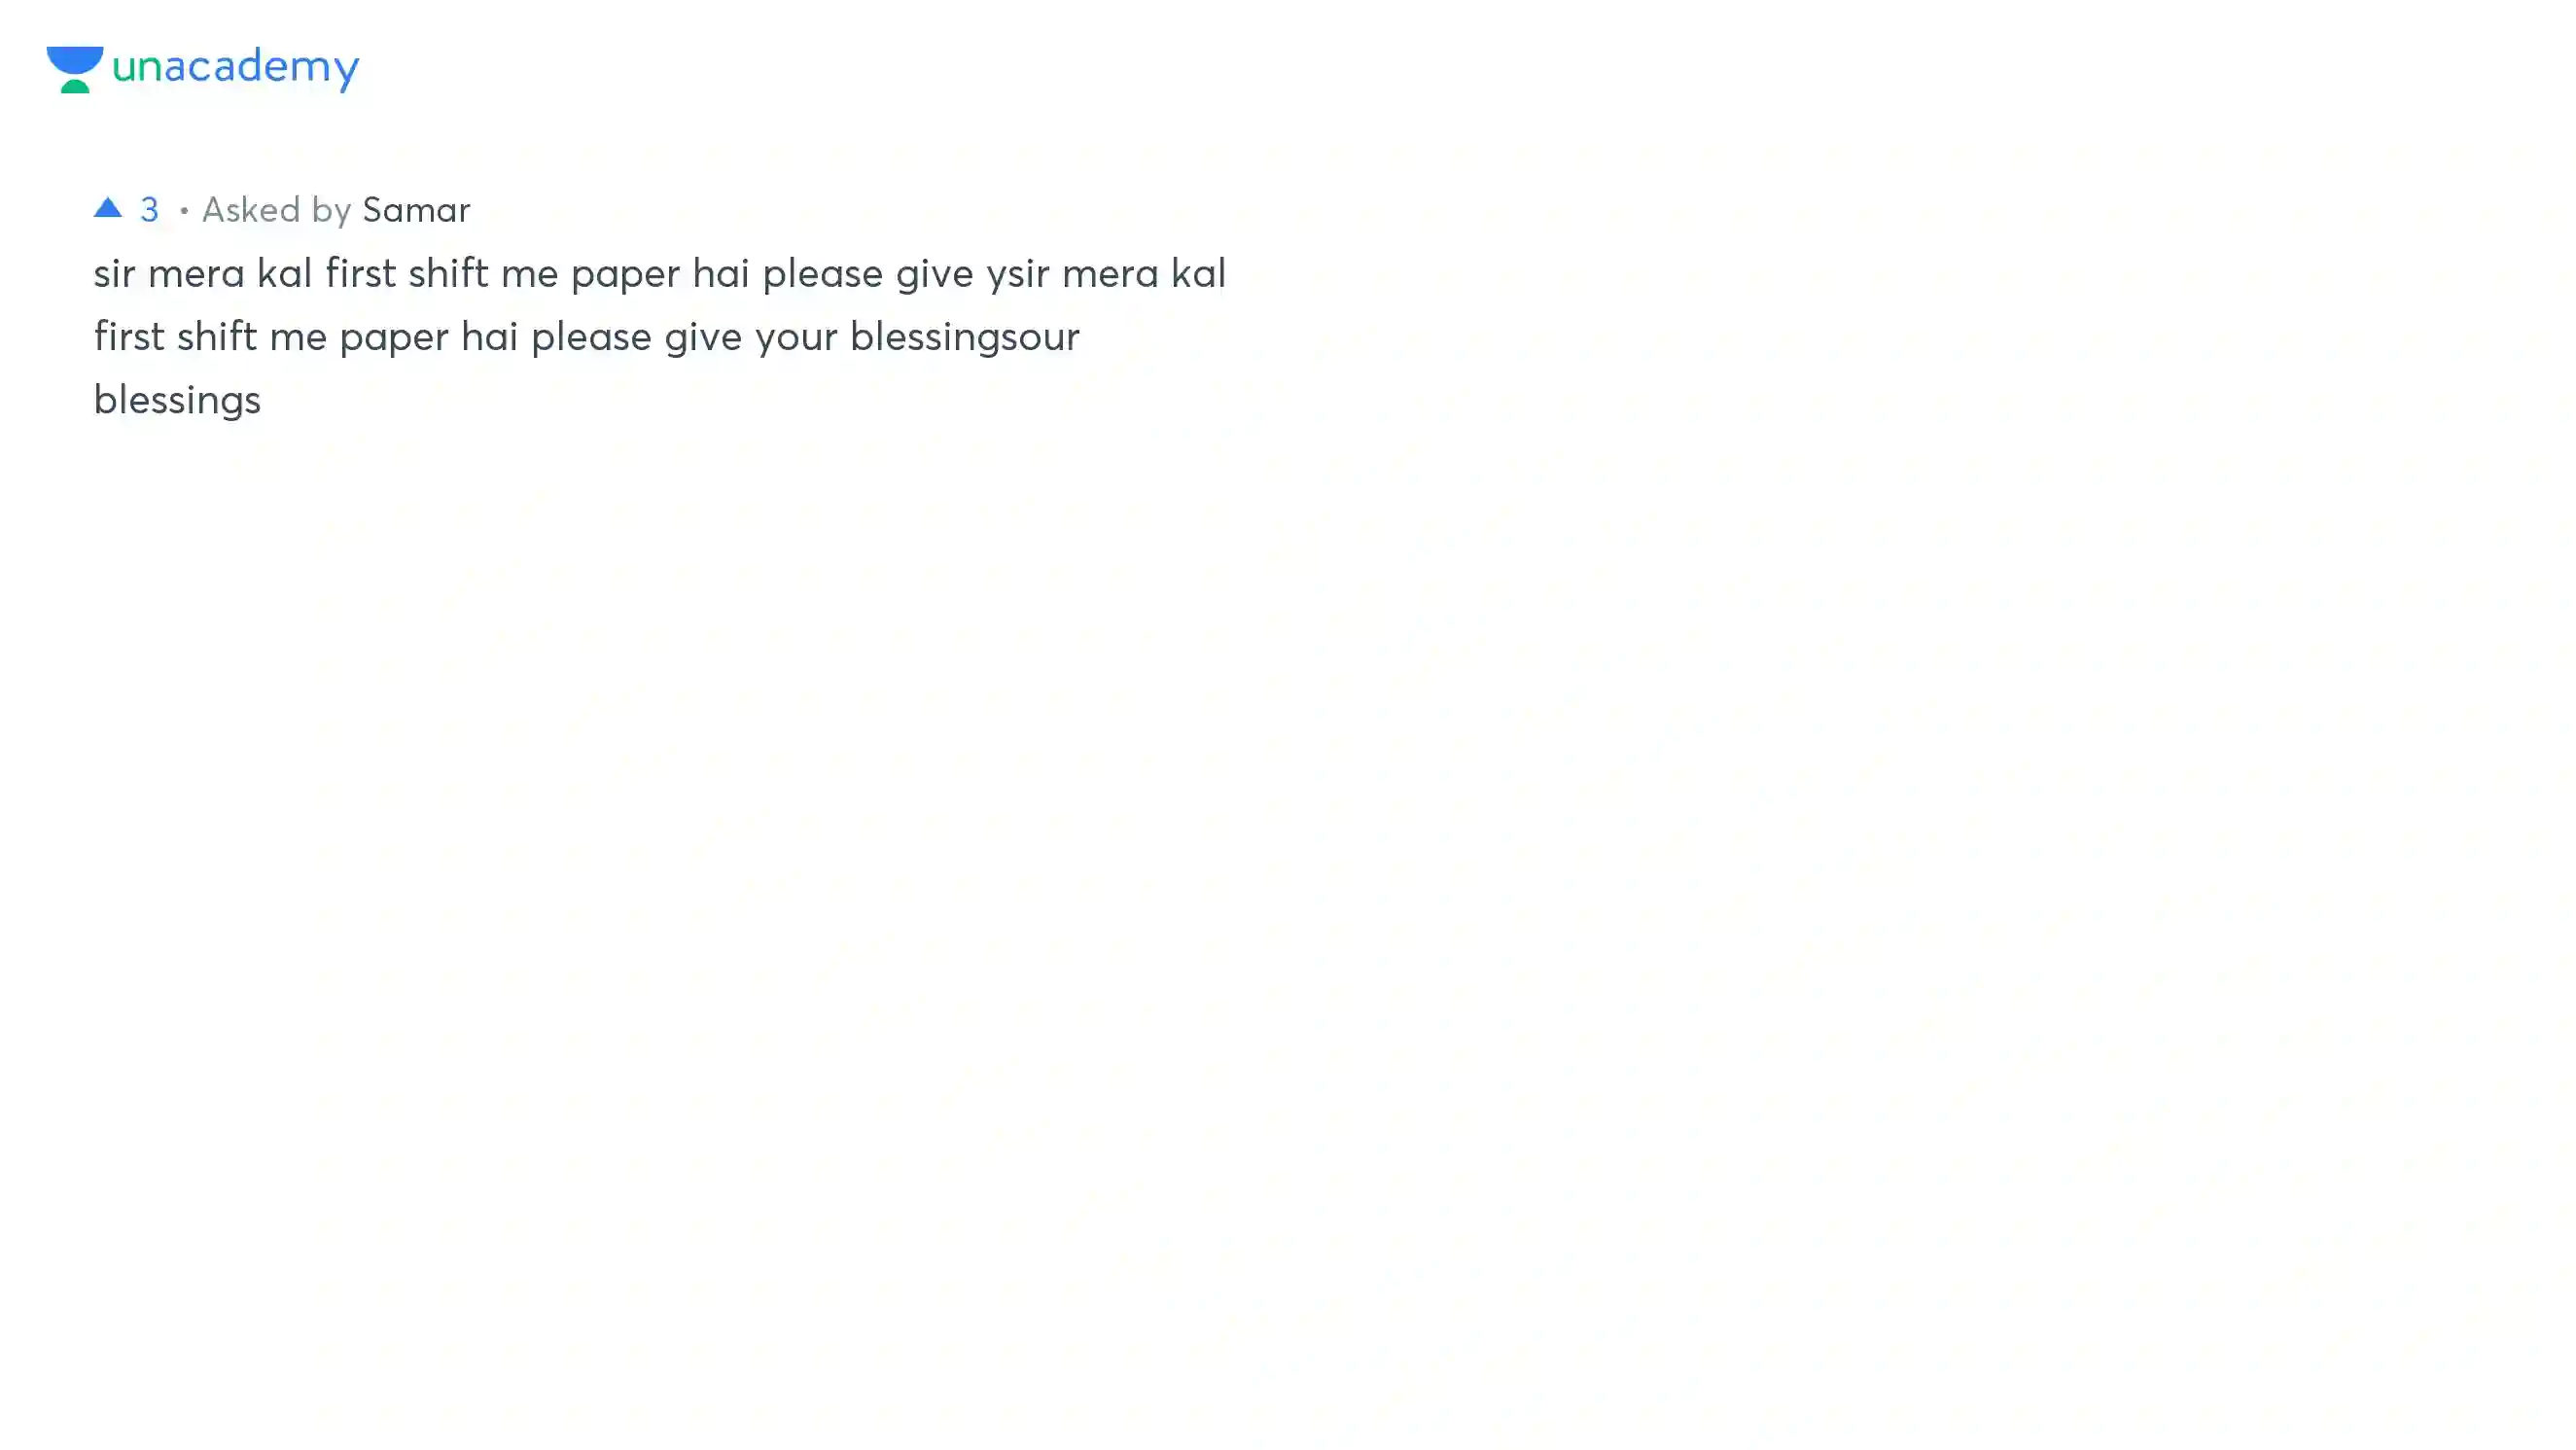 unacademy
▲ 3 • Asked by Samar
sir mera kal first shift me paper hai please give ysir mera kal
first shift me paper hai please give your blessingsour
blessings